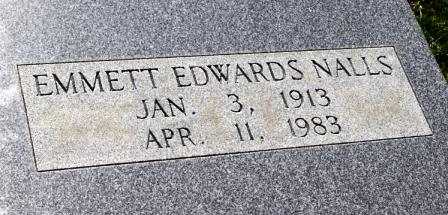 EMMETT EDWARDS NALLS
JAN. 3, 1913
APR. 11, 1983